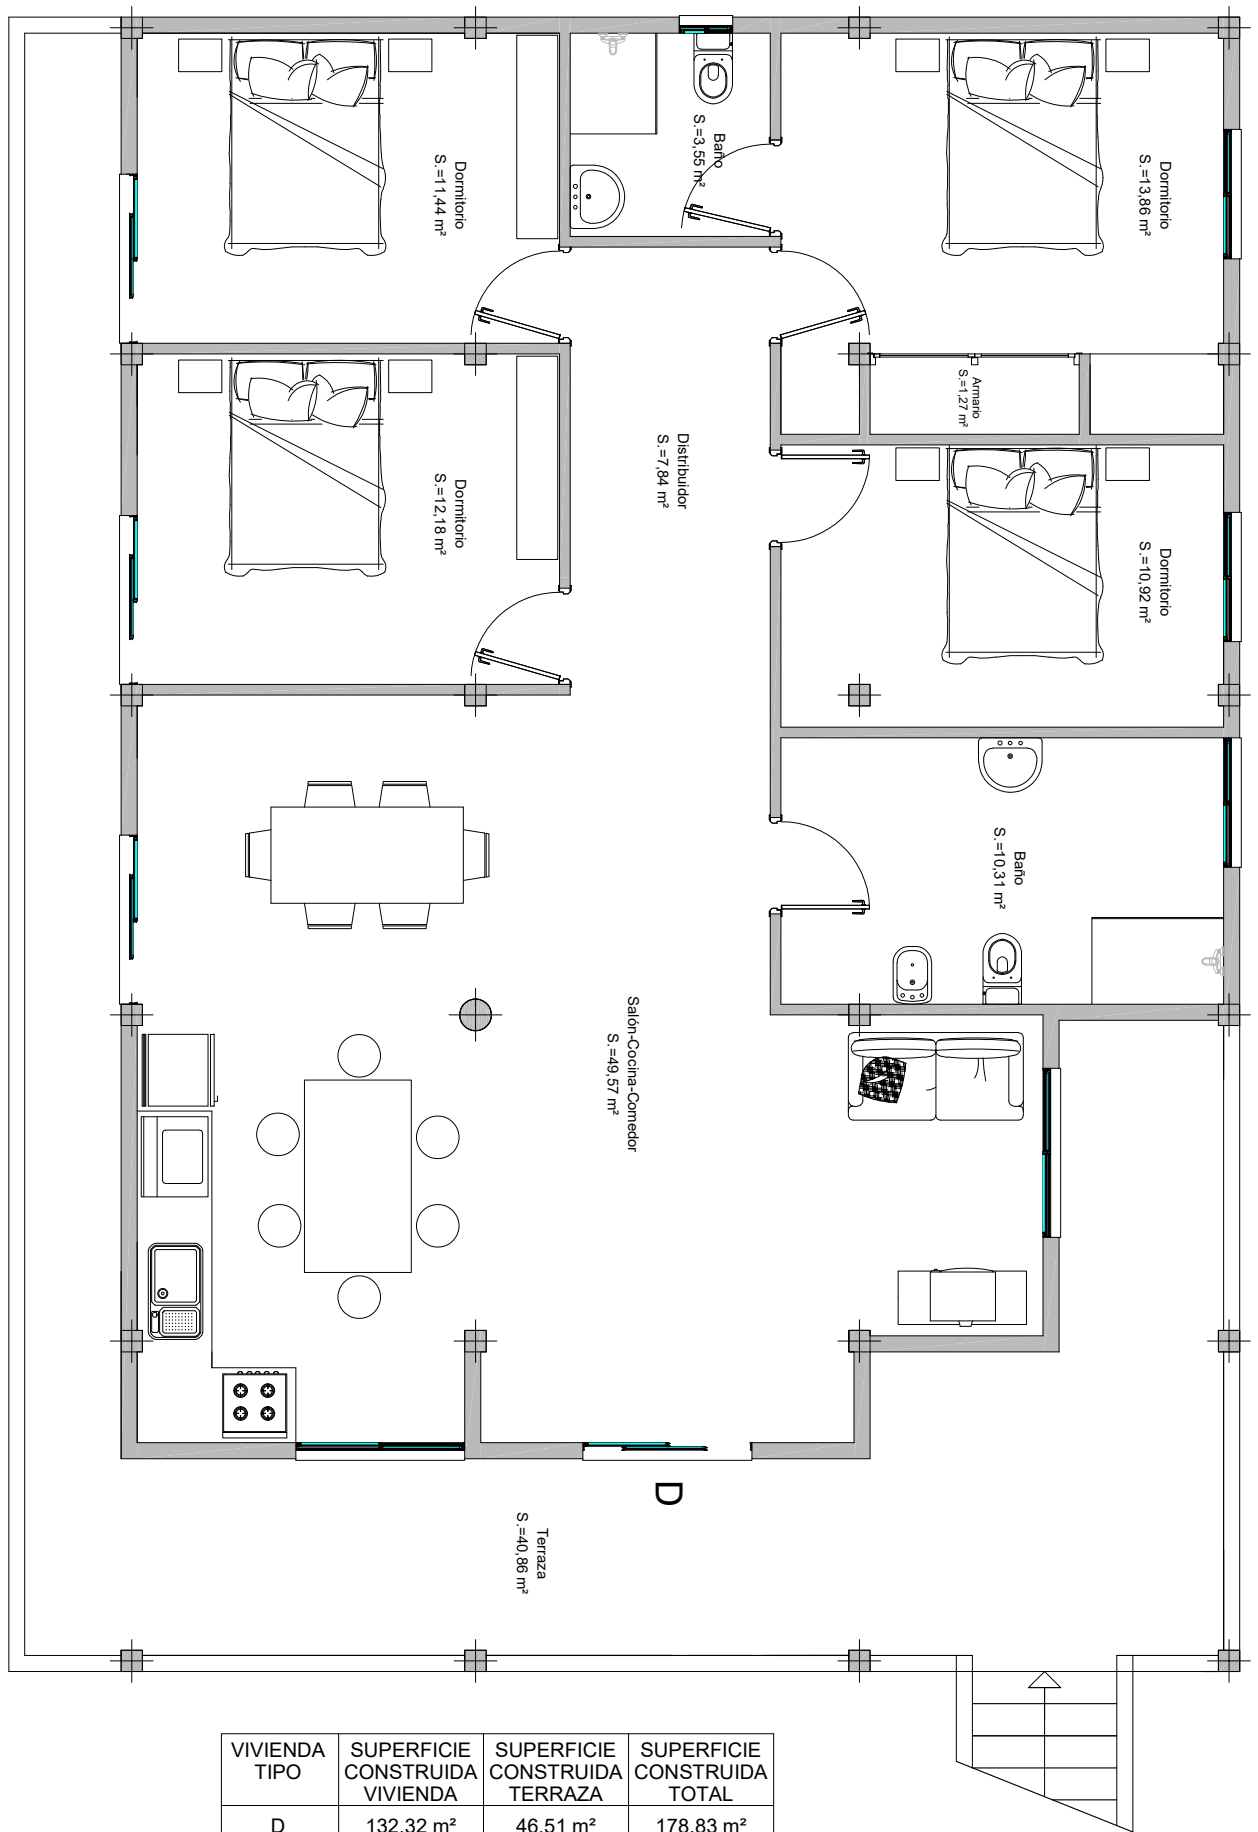 Dormitorio
S.=11,44 m²
Baño
S.=3,55 m²
Dormitorio
S.=13,86 m²
Armario
S.=1,27 m²
Distribuidor
S.=7,84 m²
Dormitorio
S.=12,18 m²
Dormitorio
S.=10,92 m²
Baño
S.=10,31 m²
Salón-Cocina-Comedor
S.=49,57 m²
D
Terraza
S.=40,86 m²
VIVIENDA TIPO SUPERFICIE CONSTRUIDA VIVIENDA SUPERFICIE CONSTRUIDA TERRAZA SUPERFICIE CONSTRUIDA TOTAL
D 132,32 m² 46,51 m² 178,83 m²